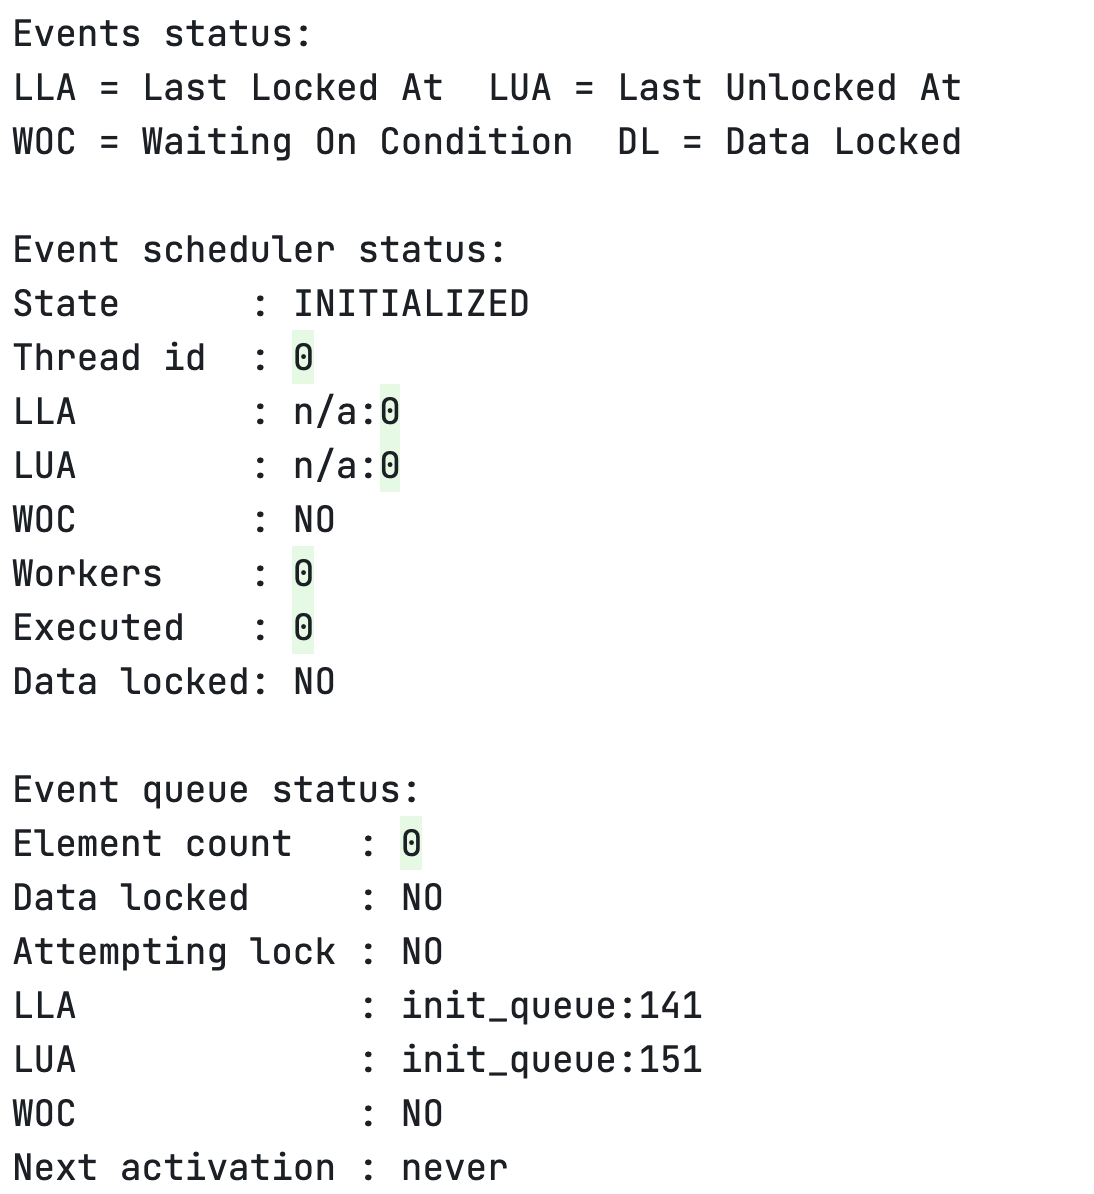 Events status:
LLA = Last Locked At  LUA = Last Unlocked At
WOC = Waiting On Condition  DL = Data Locked

Event scheduler status:
State      : INITIALIZED
Thread id  : 0
LLA        : n/a:0
LUA        : n/a:0
WOC        : NO
Workers    : 0
Executed   : 0
Data locked: NO

Event queue status:
Element count   : 0
Data locked     : NO
Attempting lock : NO
LLA             : init_queue:141
LUA             : init_queue:151
WOC             : NO
Next activation : never